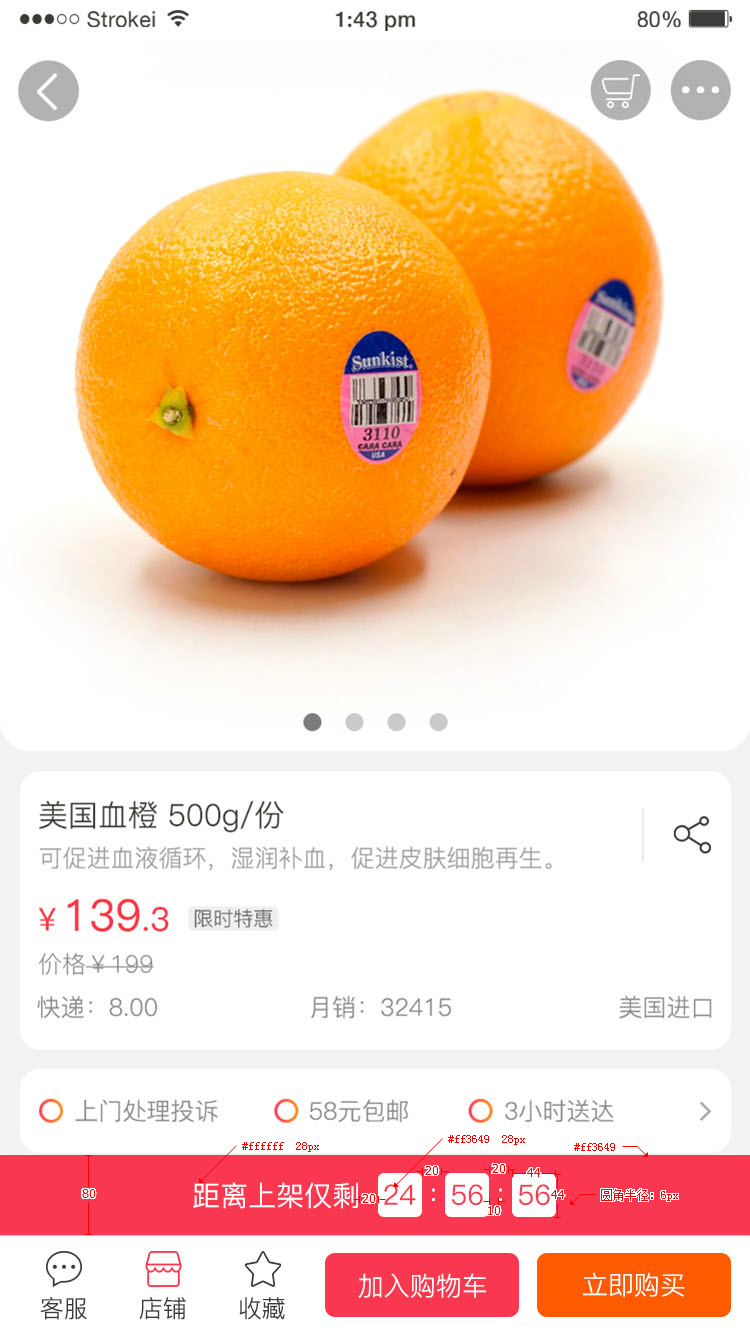 Strokei 1:43 pm 80%
Sunkist
3110
CARA CARA
USA
Sunkist
3110
美国血橙 500g/份
可促进血液循环，湿润补血，促进皮肤细胞再生。
¥ 139.3 限时特惠
价格¥199
快递：8.00 月销：32415 美国进口
上门处理投诉 58元包邮 3小时送达
#ffffff 28px #ff3649 28px #ff3649
80 距离上架仅剩 20 24 20 : 56 20 10 : 56 44 44 圆角半径：6px
客服 店铺 收藏 加入购物车 立即购买